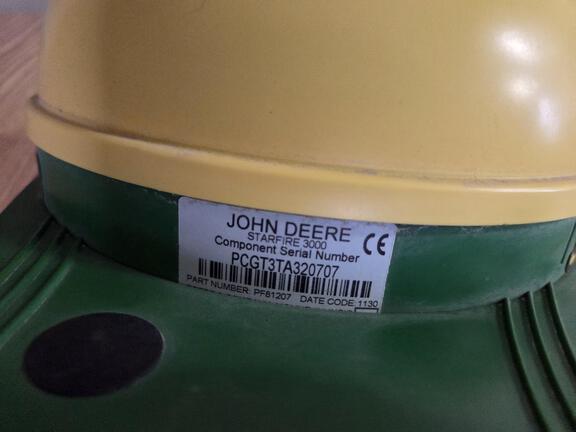 JOHN DEERE
STARFIRE 3000
CE
Component Serial Number
PCGT3TA320707
PART NUMBER: PF81207 DATE CODE: 1130